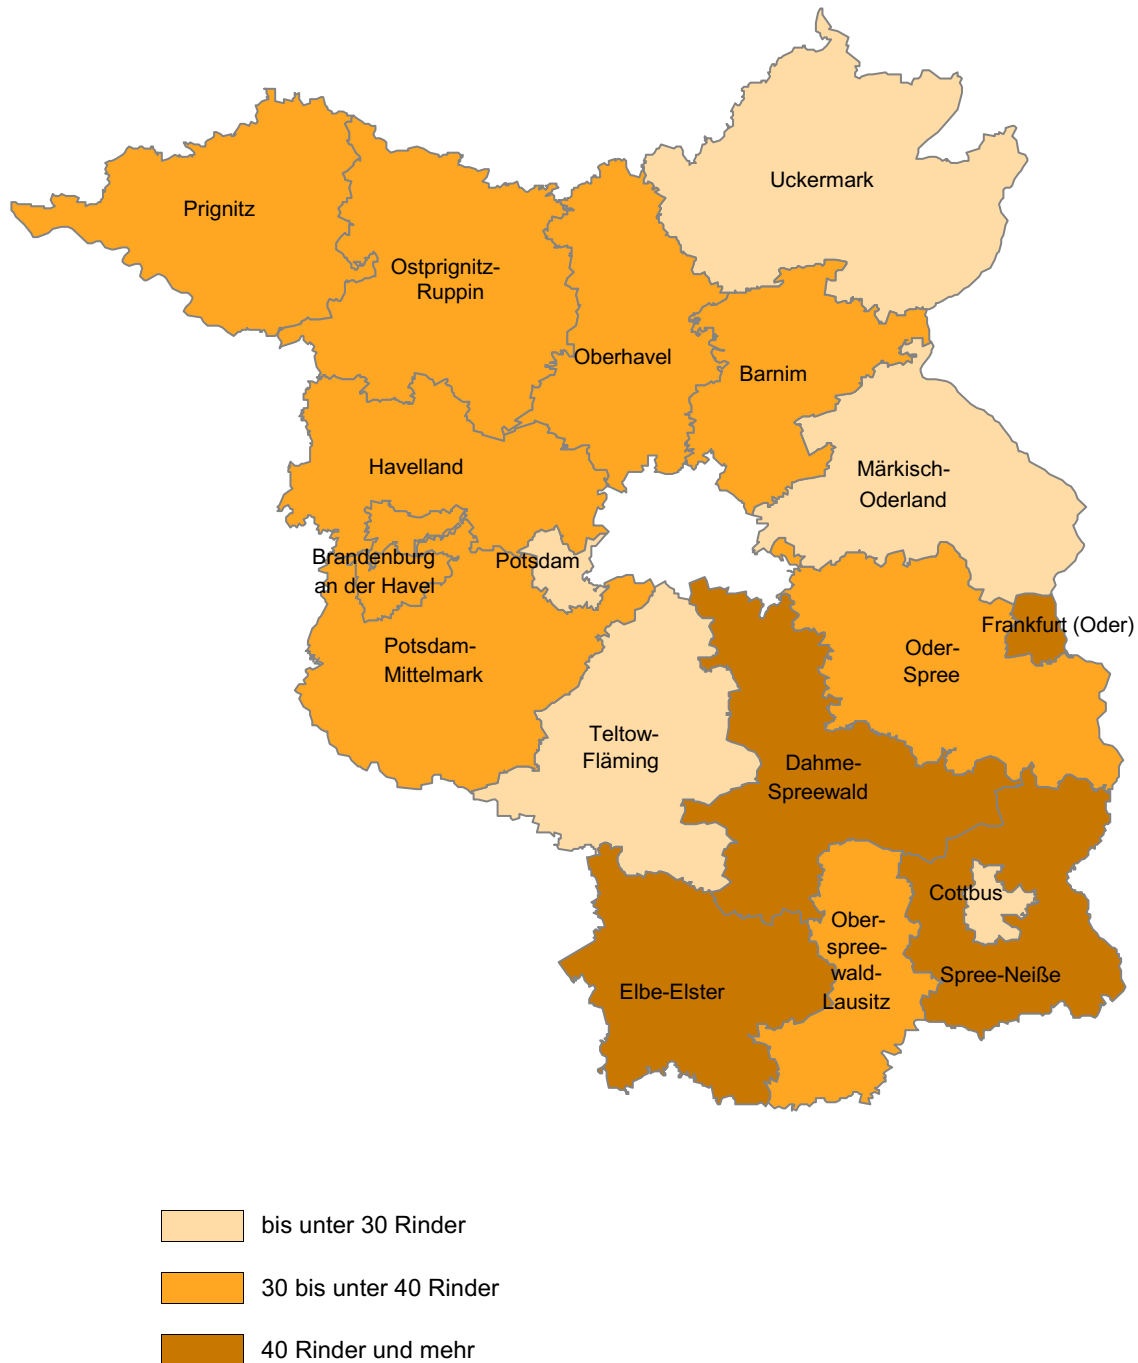 Uckermark
Prignitz
Ostprignitz-
Ruppin
Oberhavel
Barnim
Havelland
Märkisch-
Oderland
Brandenburg
an der Havel
Potsdam
Frankfurt (Oder)
Potsdam-
Mittelmark
Oder-
Spree
Teltow-
Fläming
Dahme-
Spreewald
Cottbus
Ober-
spree-
wald-
Lausitz
Spree-Neiße
Elbe-Elster
bis unter 30 Rinder
30 bis unter 40 Rinder
40 Rinder und mehr